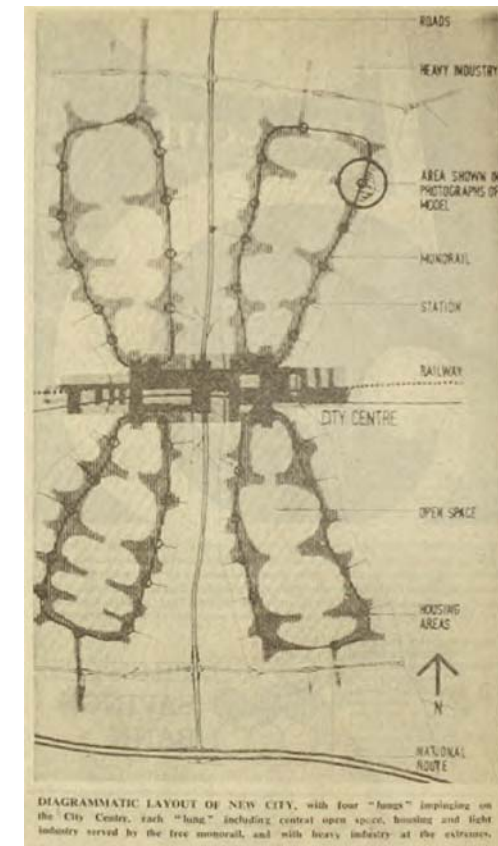 ROADS
HEAVY INDUSTRY
AREA SHOWN IN
PHOTOGRAPHS OF
MODEL
MONORAIL
STATION
RAILWAY
CITY CENTRE
OPEN SPACE
HOUSING
AREAS
N
NATIONAL
ROUTE
DIAGRAMMATIC LAYOUT OF NEW CITY, with four "lungs" impinging on
the City Centre, each "lung" including central open space, housing and light
industry served by the free monorail, and with heavy industry at the extremes.